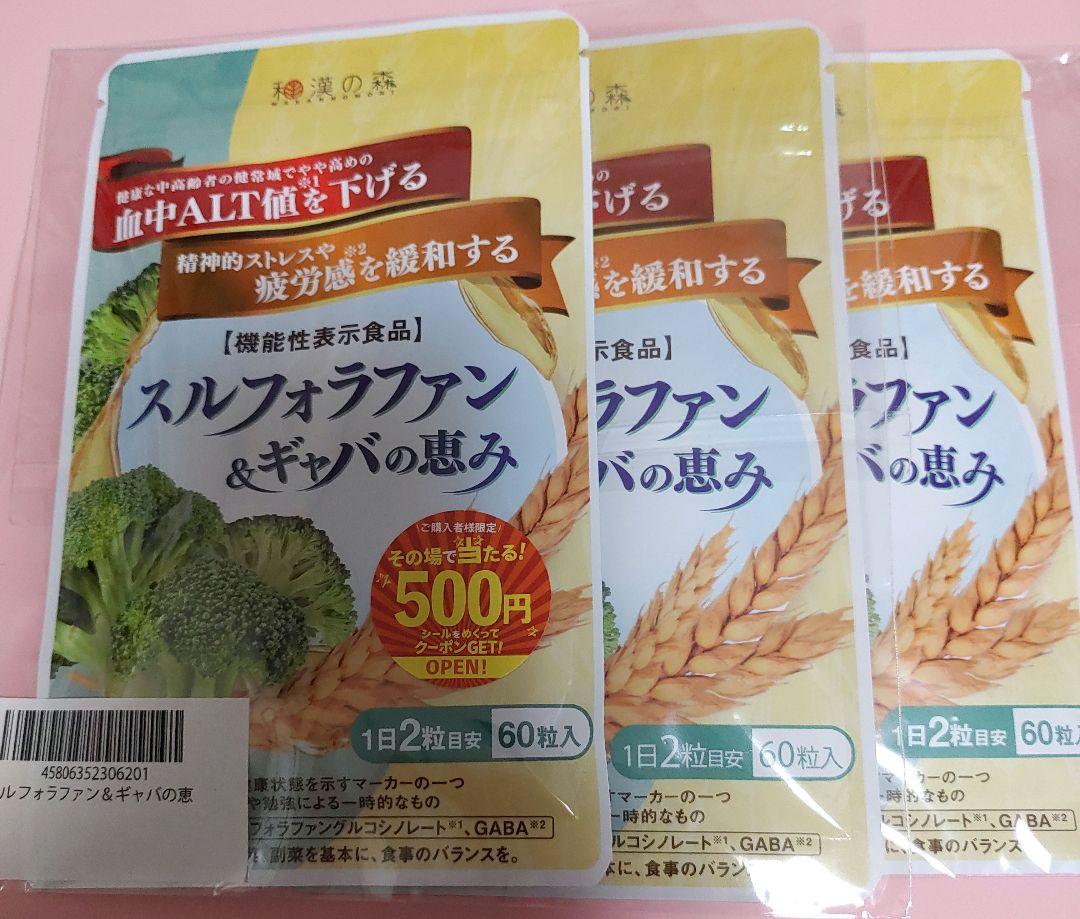 和漢の森
WAKANNOMORI
健康な中高齢者の健常域でやや高めの
血中ALT値を※1下げる
精神的ストレスや※2
疲労感を緩和する
【機能性表示食品】
スルフォラファン
&ギャバの恵み
ご購入者様限定
その場で当たる!
500円
シールをめくって
クーポンGET!
OPEN!
1日2粒目安 60粒入
45806352306201
ルフォラファン＆ギャバの恵
康状態を示すマーカーの一つ
や勉強による一時的なもの
フォラファングルコシノレート※1、GABA※2
、副菜を基本に、食事のバランスを。
の森
の
下げる
※2
を緩和する
示食品】
ラファン
バの恵み
1日2粒目安 60粒入
すマーカーの一つ
一時的なもの
ルコシノレート※1、GABA※2
に、食事のバランス
森
げる
を緩和する
食品】
ァン
バの恵み
1日2粒目安 60粒入
マーカーの一つ
時的なもの
ルコシノレート※1、GABA※2
に、食事のバランス